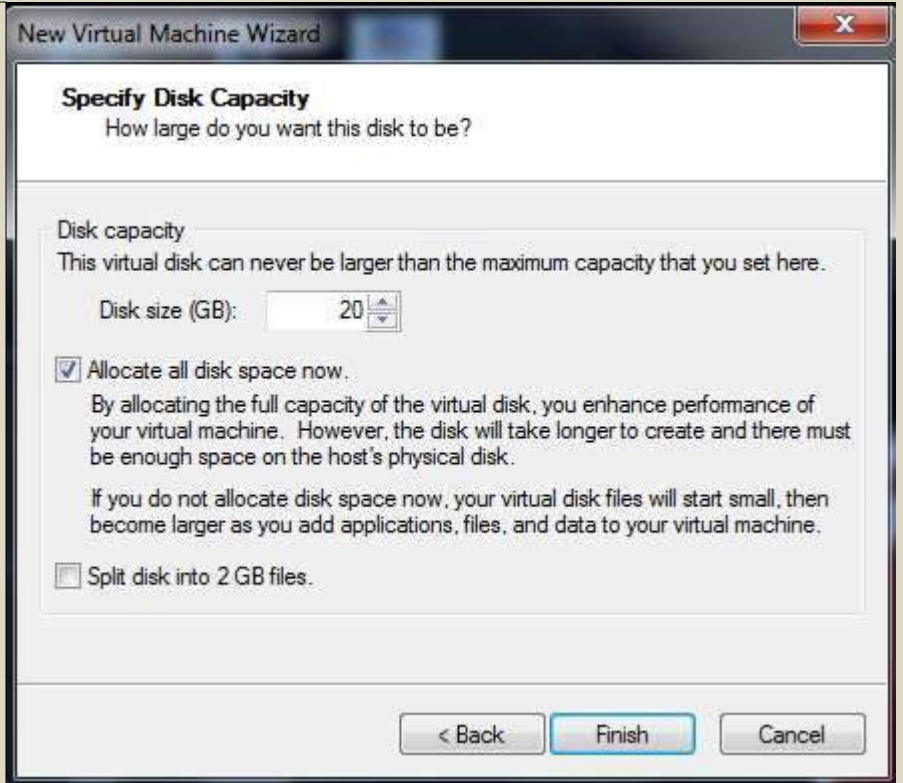 New Virtual Machine Wizard
Specify Disk Capacity
How large do you want this disk to be?
Disk capacity
This virtual disk can never be larger than the maximum capacity that you set here.
Disk size (GB): 20
Allocate all disk space now.
By allocating the full capacity of the virtual disk, you enhance performance of
your virtual machine. However, the disk will take longer to create and there must
be enough space on the host's physical disk.
If you do not allocate disk space now, your virtual disk files will start small, then
become larger as you add applications, files, and data to your virtual machine.
Split disk into 2 GB files.
< Back Finish Cancel